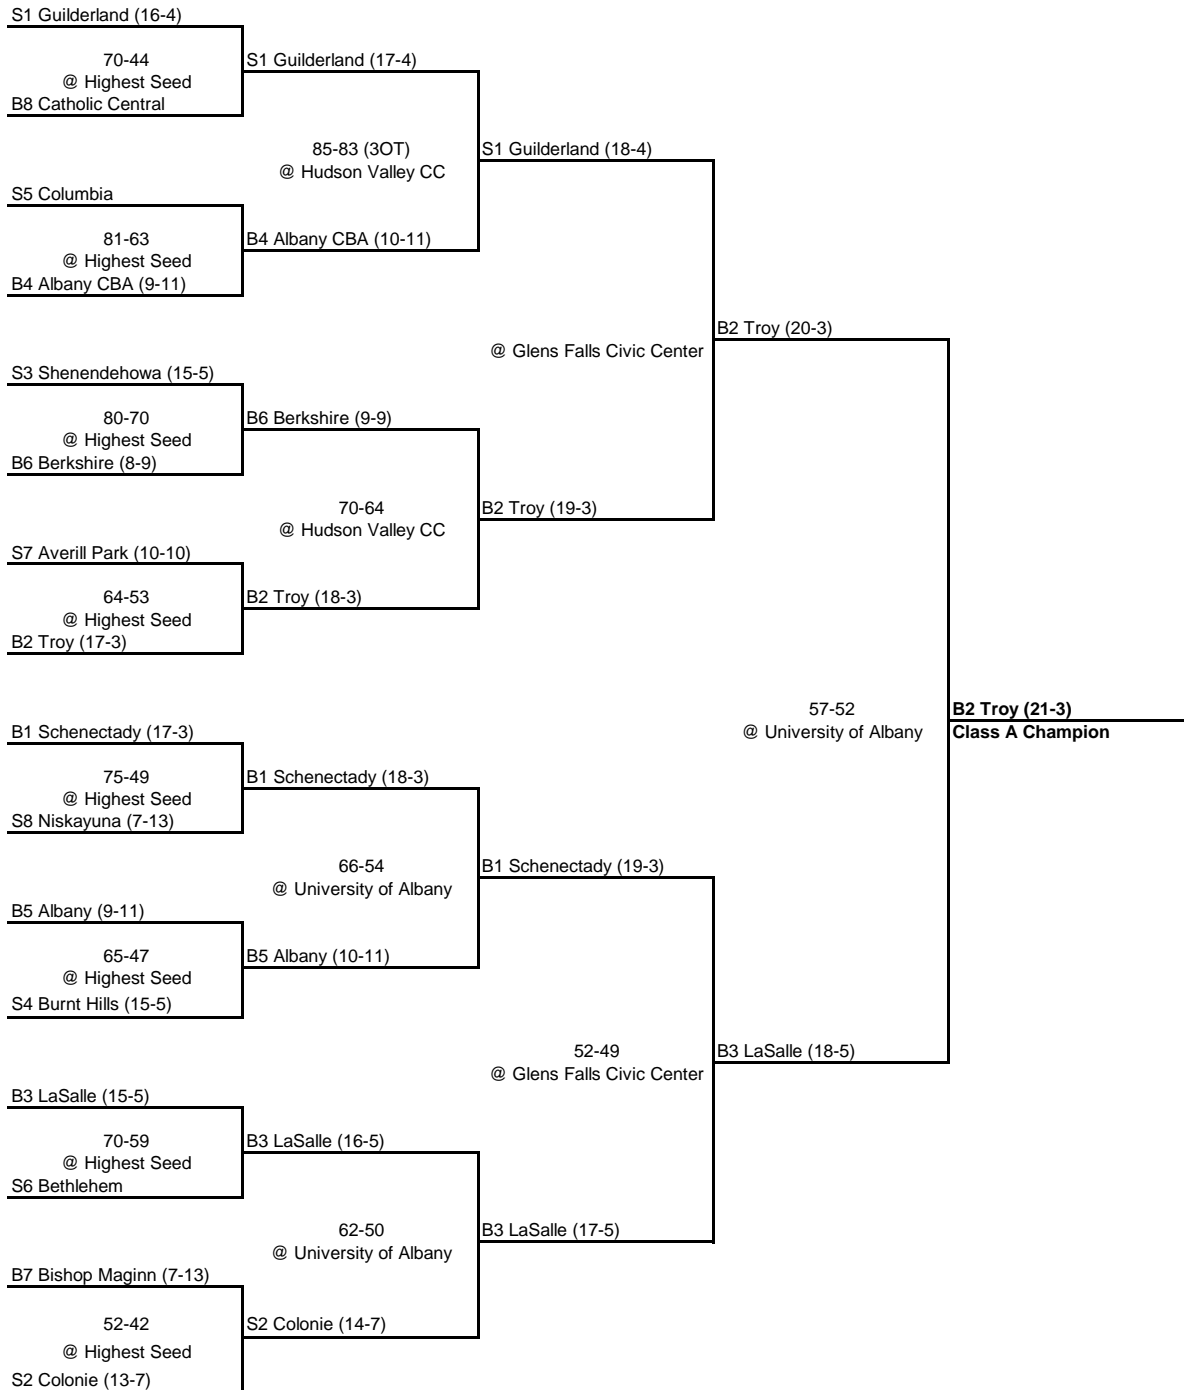 S1 Guilderland (16-4)
70-44
@ Highest Seed
B8 Catholic Central
S1 Guilderland (17-4)
85-83 (3OT)
@ Hudson Valley CC
S1 Guilderland (18-4)
S5 Columbia
81-63
@ Highest Seed
B4 Albany CBA (9-11)
B4 Albany CBA (10-11)
@ Glens Falls Civic Center
B2 Troy (20-3)
S3 Shenendehowa (15-5)
80-70
@ Highest Seed
B6 Berkshire (8-9)
B6 Berkshire (9-9)
70-64
@ Hudson Valley CC
B2 Troy (19-3)
S7 Averill Park (10-10)
64-53
@ Highest Seed
B2 Troy (17-3)
B2 Troy (18-3)
57-52
@ University of Albany
B2 Troy (21-3)
Class A Champion
B1 Schenectady (17-3)
75-49
@ Highest Seed
S8 Niskayuna (7-13)
B1 Schenectady (18-3)
66-54
@ University of Albany
B1 Schenectady (19-3)
B5 Albany (9-11)
65-47
@ Highest Seed
S4 Burnt Hills (15-5)
B5 Albany (10-11)
52-49
@ Glens Falls Civic Center
B3 LaSalle (18-5)
B3 LaSalle (15-5)
70-59
@ Highest Seed
S6 Bethlehem
B3 LaSalle (16-5)
62-50
@ University of Albany
B3 LaSalle (17-5)
B7 Bishop Maginn (7-13)
52-42
@ Highest Seed
S2 Colonie (13-7)
S2 Colonie (14-7)